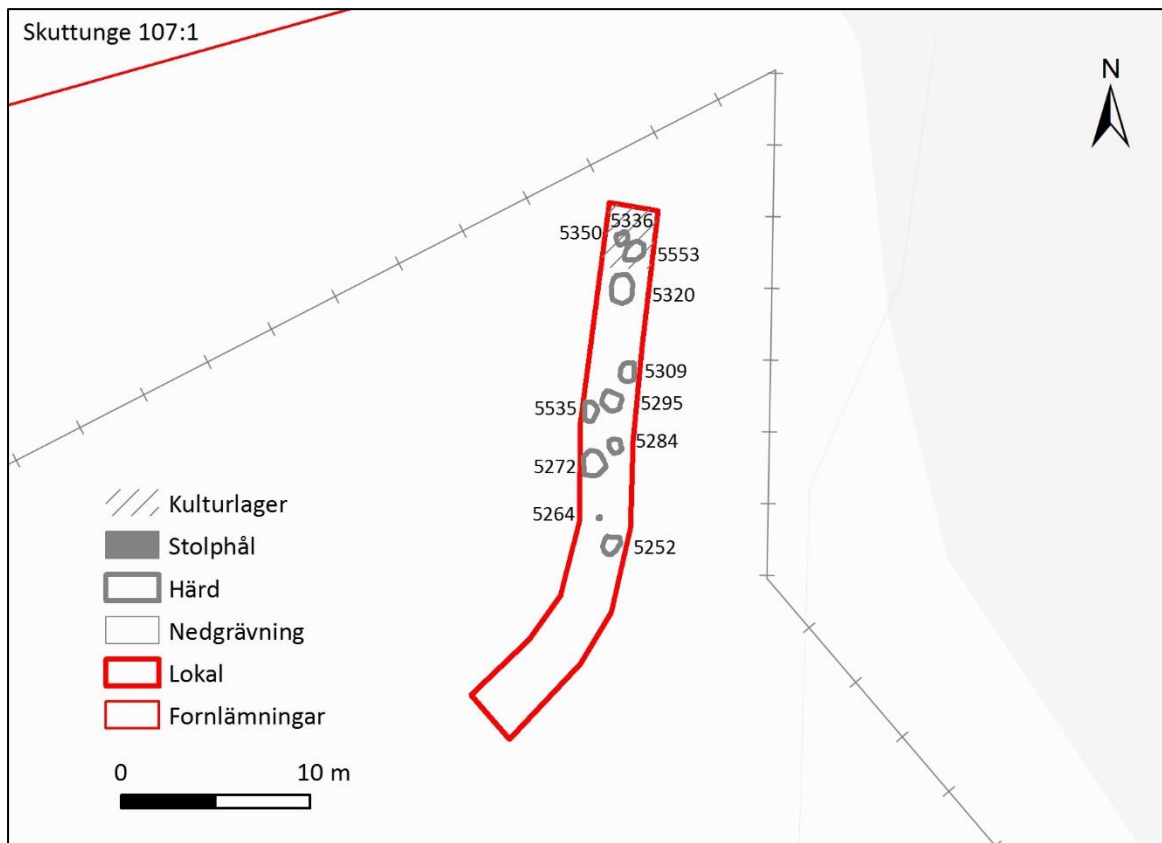 Skuttunge 107:1
N
5336
5350
5553
5320
5309
5295
5535
5284
5272
5264
5252
Kulturlager
Stolphål
Härd
Nedgrävning
Lokal
Fornlämningar
0 10 m